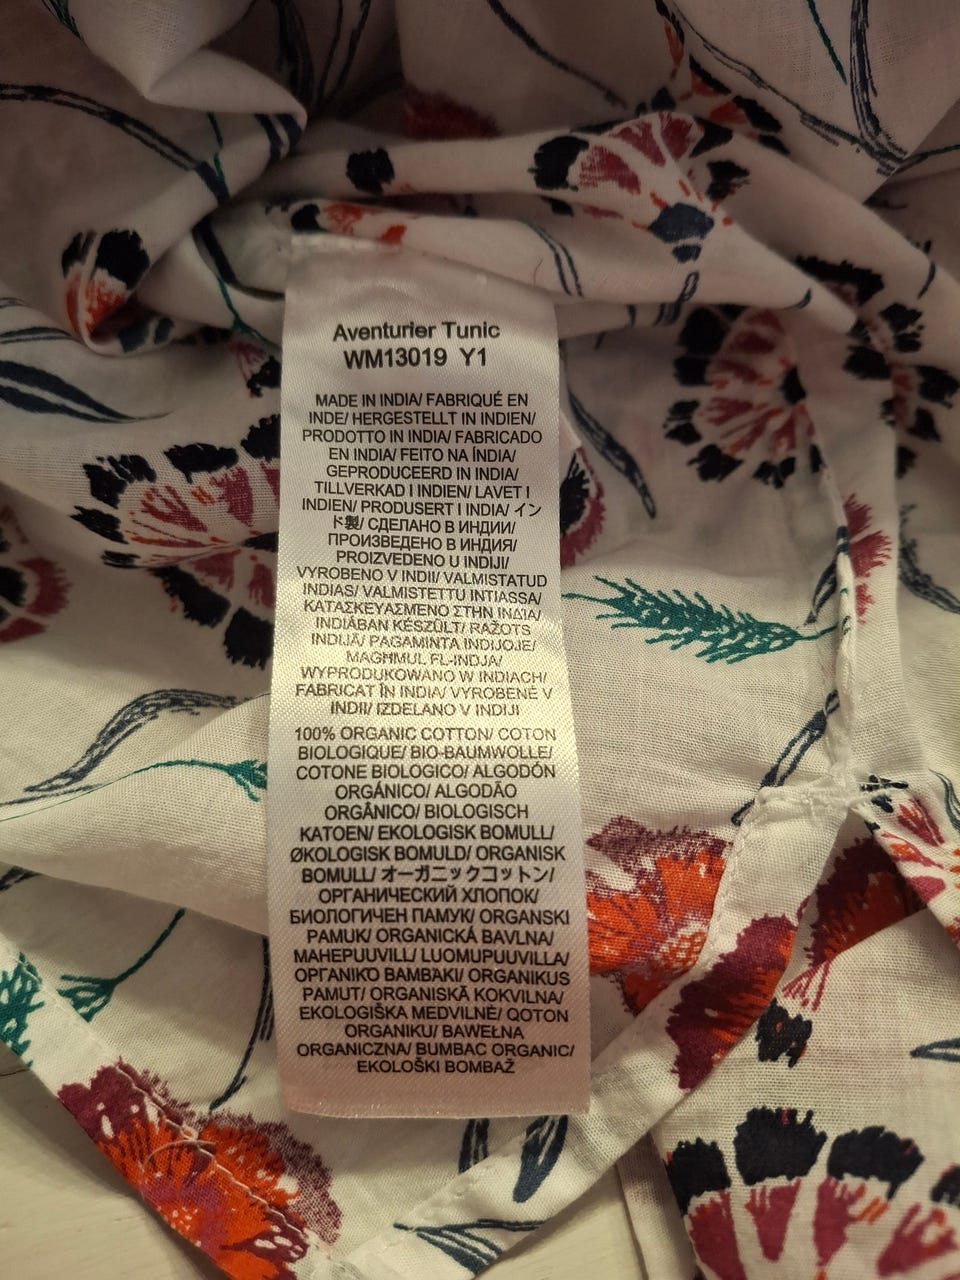 Aventurier Tunic
WM13019 Y1
MADE IN INDIA/ FABRIQUÉ EN
INDE/ HERGESTELLT IN INDIEN/
PRODOTTO IN INDIA/ FABRICADO
EN INDIA/ FEITO NA ÍNDIA/
GEPRODUCEERD IN INDIA/
TILLVERKAD I INDIEN/ LAVET I
INDIEN/ PRODUSERT I INDIA/ イン
ド製/ СДЕЛАНО В ИНДИИ/
ПРОИЗВЕДЕНО В ИНДИЯ/
PROIZVEDENO U INDIJI/
VYROBENO V INDII/ VALMISTATUD
INDIAS/ VALMISTETTU INTIASSA/
ΚΑΤΑΣΚΕΥΑΣΜΕΝΟ ΣΤΗΝ ΙΝΔΙΑ/
INDIÁBAN KÉSZÜLT/ RAŽOTS
INDIJĀ/ PAGAMINTA INDIJOJE/
MAGĦMUL FL-INDJA/
WYPRODUKOWANO W INDIACH/
FABRICAT ÎN INDIA/ VYROBENÉ V
INDII/ IZDELANO V INDIJI
100% ORGANIC COTTON/ COTON
BIOLOGIQUE/ BIO-BAUMWOLLE/
COTONE BIOLOGICO/ ALGODÓN
ORGÁNICO/ ALGODÃO
ORGÂNICO/ BIOLOGISCH
KATOEN/ EKOLOGISK BOMULL/
ØKOLOGISK BOMULD/ ORGANISK
BOMULL/ オーガニックコットン/
ОРГАНИЧЕСКИЙ ХЛОПОК/
БИОЛОГИЧЕН ПАМУК/ ORGANSKI
PAMUK/ ORGANICKÁ BAVLNA/
MAHEPUUVILL/ LUOMUPUUVILLA/
ΟΡΓΑΝΙΚΌ ΒΑΜΒΑΚΙ/ ORGANIKUS
PAMUT/ ORGANISKĀ KOKVILNA/
EKOLOGIŠKA MEDVILNĖ/ QOTON
ORGANIKU/ BAWEŁNA
ORGANICZNA/ BUMBAC ORGANIC/
EKOLOŠKI BOMBAŽ